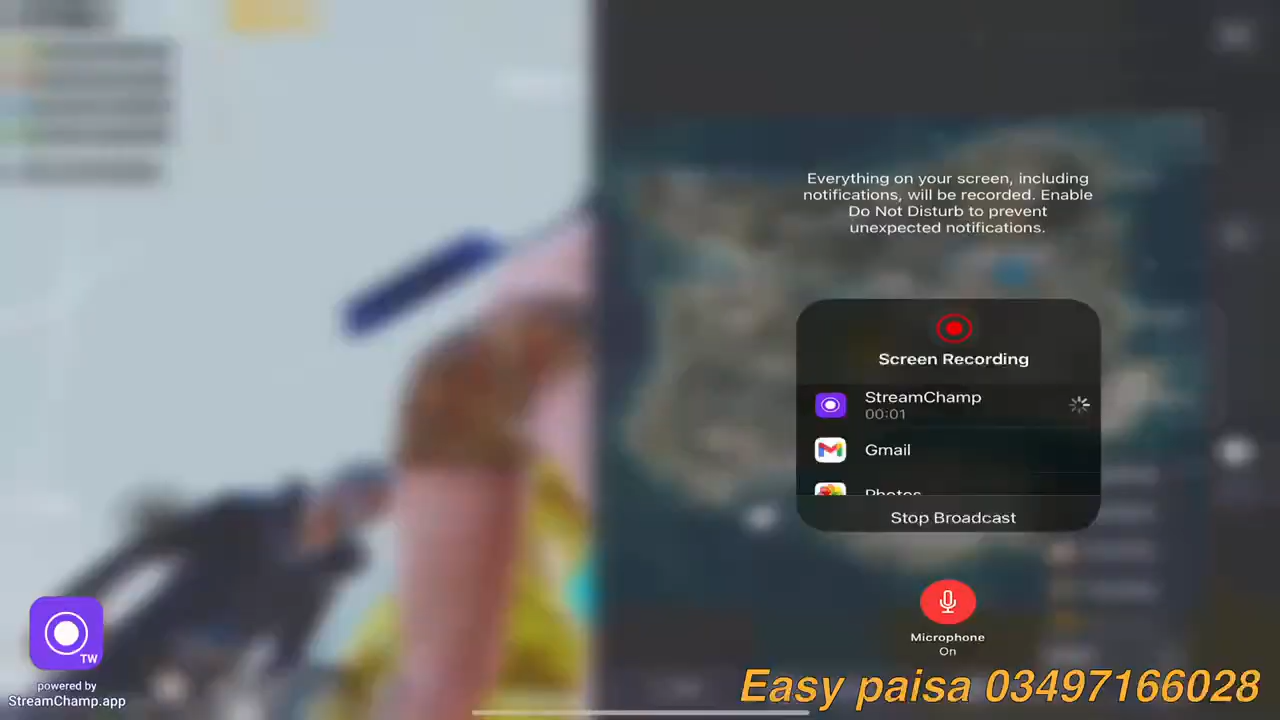 Everything on your screen, including
notifications, will be recorded. Enable
Do Not Disturb to prevent
unexpected notifications.
Screen Recording
StreamChamp
00:01
Gmail
Photos
Stop Broadcast
Microphone
On
TW
powered by
StreamChamp.app
Easy paisa 03497166028